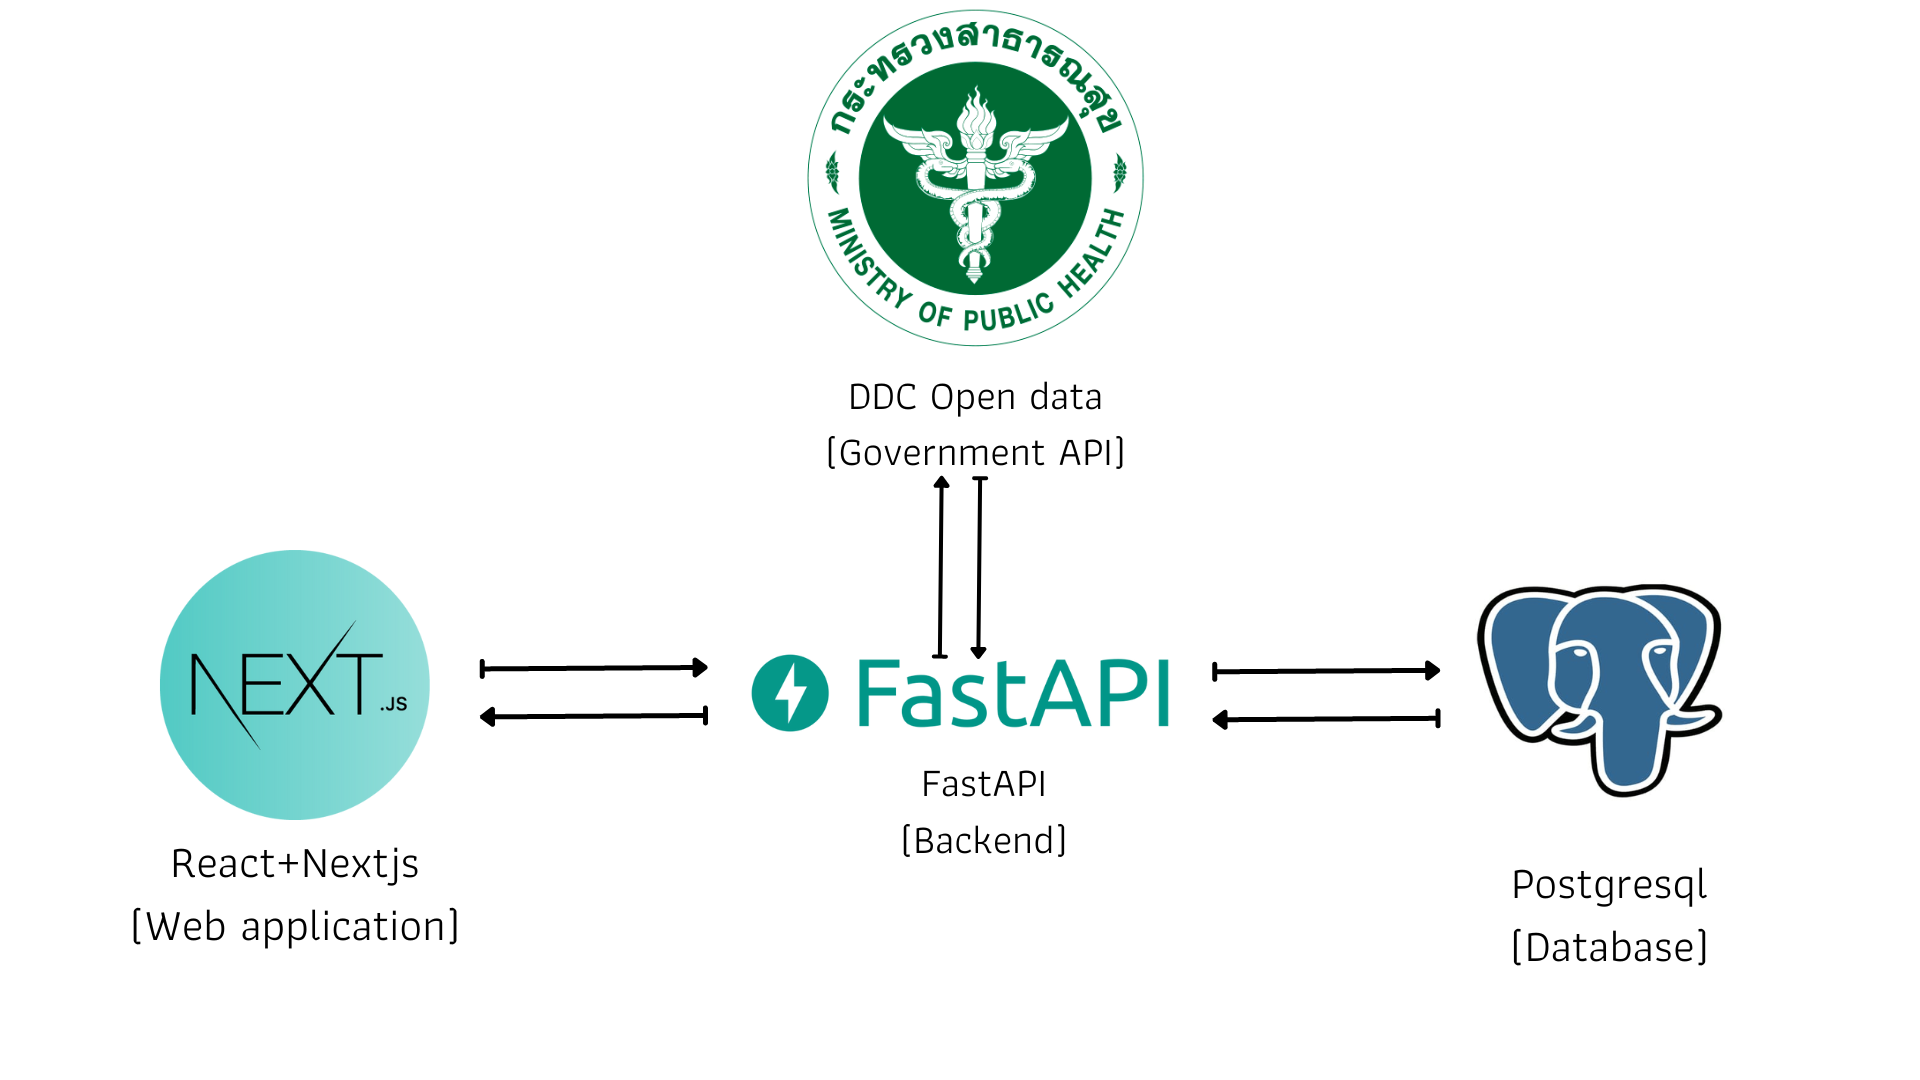 กระทรวงสาธารณสุข
MINISTRY OF PUBLIC HEALTH
DDC Open data
[Government API]
NEXT.JS
React+Nextjs
[Web application]
FastAPI
FastAPI
[Backend]
Postgresql
[Database]